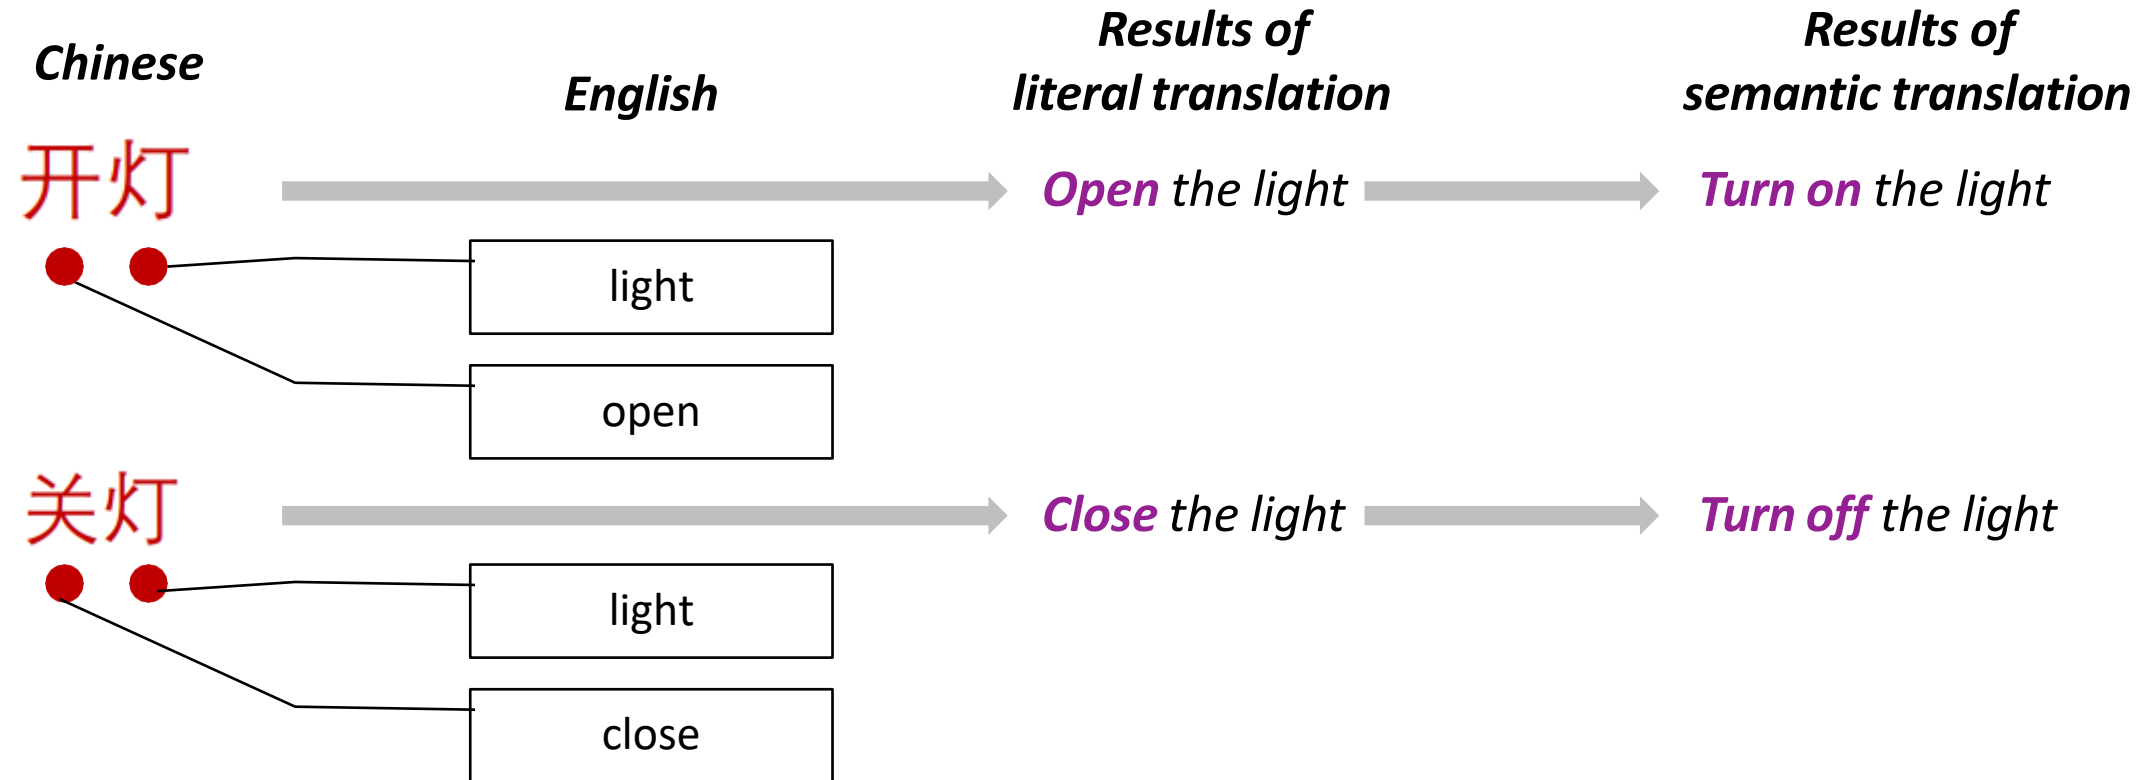 Chinese
English
Results of
literal translation
Results of
semantic translation
开灯
Open the light
Turn on the light
light
open
关灯
Close the light
Turn off the light
light
close